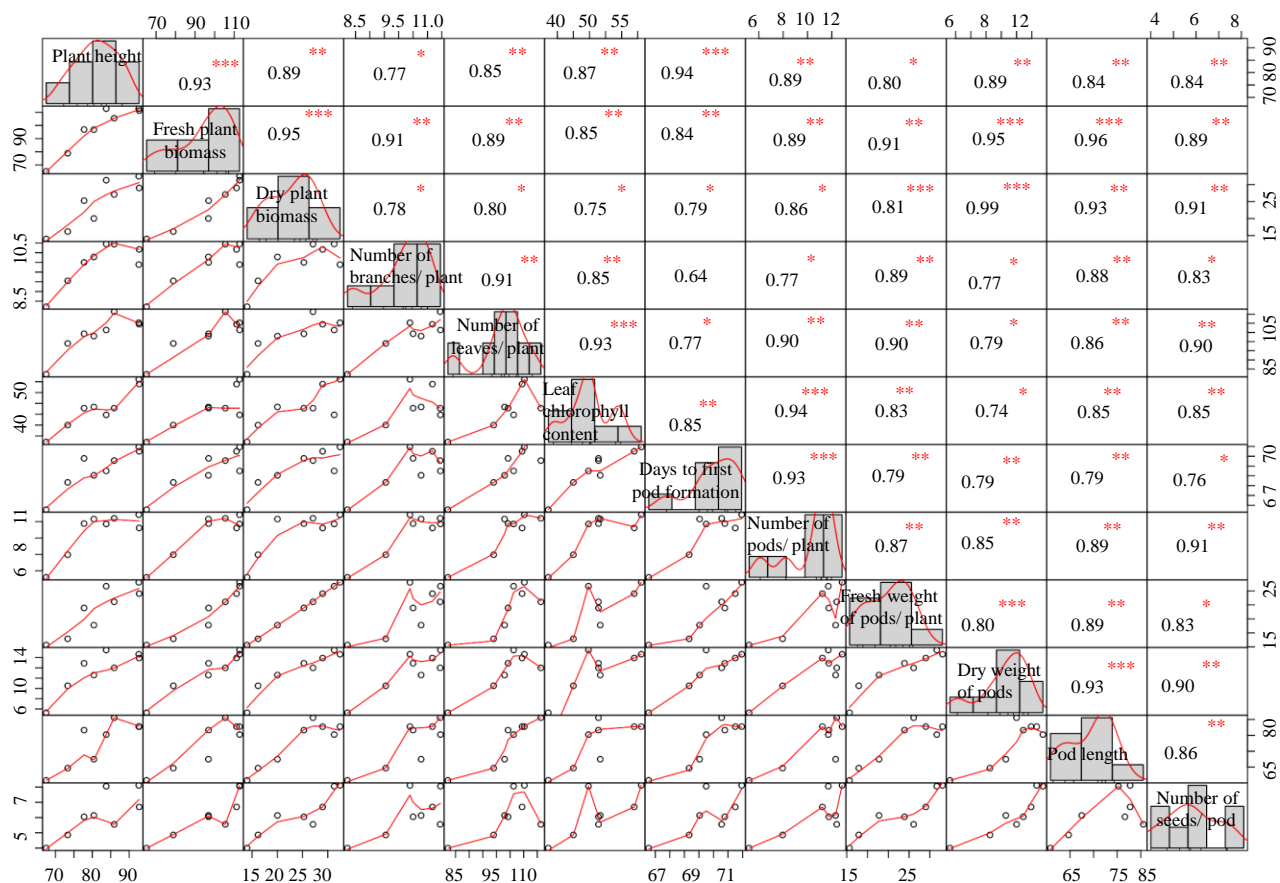 70 90 110 8.5 9.5 11.0 40 50 55 6 8 10 12 6 8 12 4 6 8
Plant height 0.93 *** 0.89 ** 0.77 * 0.85 ** 0.87 ** 0.94 *** 0.89 ** 0.80 * 0.89 ** 0.84 ** 0.84 ** 70 80 90
70 90 Fresh plant
biomass 0.95 *** 0.91 ** 0.89 ** 0.85 ** 0.84 ** 0.89 ** 0.91 ** 0.95 *** 0.96 *** 0.89 **
Dry plant
biomass 0.78 * 0.80 * 0.75 * 0.79 * 0.86 * 0.81 *** 0.99 *** 0.93 ** 0.91 ** 15 25
8.5 10.5 Number of
branches/ plant 0.91 ** 0.85 ** 0.64 0.77 * 0.89 ** 0.77 * 0.88 ** 0.83 *
Number of
leaves/ plant 0.93 *** 0.77 * 0.90 ** 0.90 ** 0.79 * 0.86 ** 0.90 ** 85 105
40 50 Leaf
chlorophyll
content 0.85 ** 0.94 *** 0.83 ** 0.74 * 0.85 ** 0.85 **
Days to first
pod formation 0.93 *** 0.79 ** 0.79 ** 0.79 ** 0.76 * 67 70
6 8 11 Number of
pods/ plant 0.87 ** 0.85 ** 0.89 ** 0.91 **
Fresh weight
of pods/ plant 0.80 *** 0.89 ** 0.83 * 15 25
6 10 14 Dry weight
of pods 0.93 *** 0.90 **
Pod length 0.86 ** 65 80
5 7 Number of
seeds/ pod
70 80 90 15 20 25 30 85 95 110 67 69 71 15 25 65 75 85